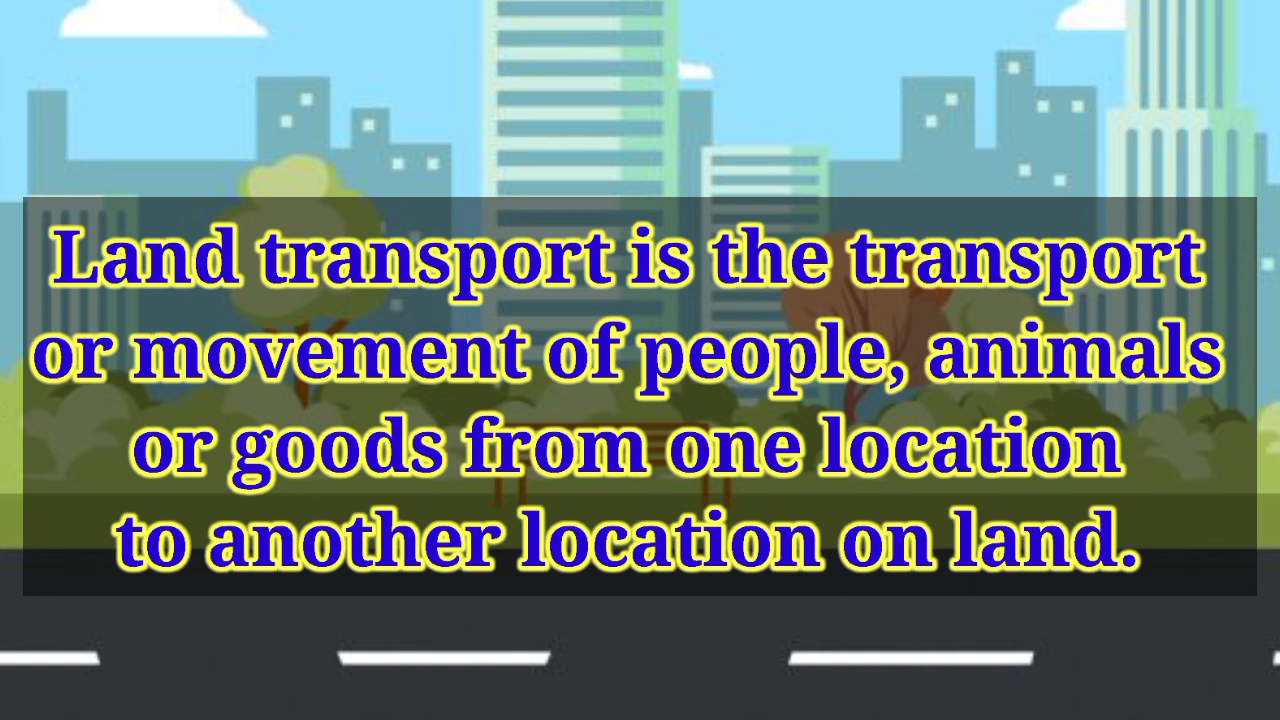 Land transport is the transport
or movement of people, animals
or goods from one location
to another location on land.